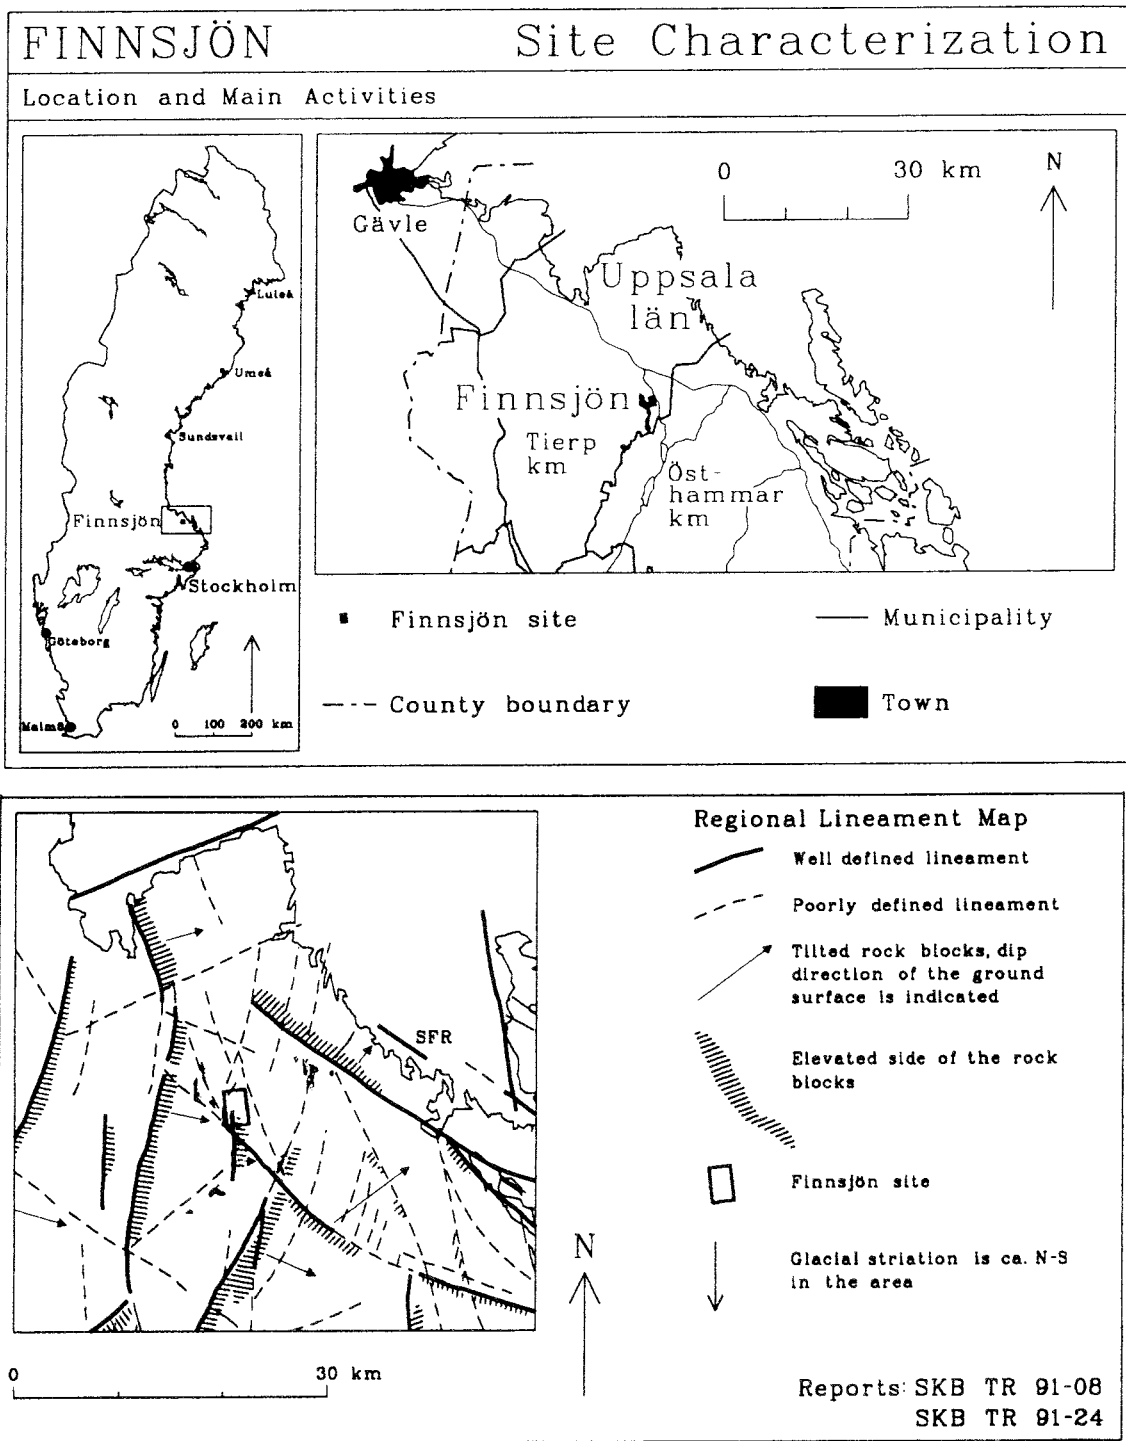 FINNSJÖN Site Characterization
Location and Main Activities
Luleå
Umeå
Sundsvall
Finnsjön
Stockholm
Göteborg
Malmö
0 100 200 km
0 30 km
N
Gävle
Uppsala
län
Finnsjön
Tierp
km
Öst-
hammar
km
Finnsjön site
Municipality
County boundary
Town
Regional Lineament Map
Well defined lineament
Poorly defined lineament
Tilted rock blocks, dip
direction of the ground
surface is indicated
Elevated side of the rock
blocks
Finnsjön site
Glacial striation is ca. N-S
in the area
SFR
N
0 30 km
Reports: SKB TR 91-08
SKB TR 91-24